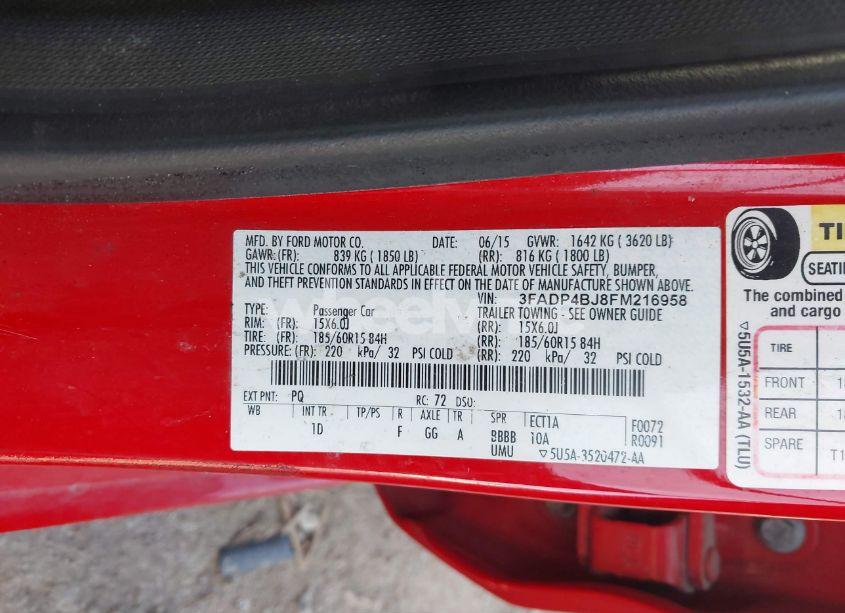 MFD. BY FORD MOTOR CO. DATE: 06/15 GVWR: 1642 KG ( 3620 LB)
GAWR:(FR): 839 KG ( 1850 LB) (RR): 816 KG ( 1800 LB)
THIS VEHICLE CONFORMS TO ALL APPLICABLE FEDERAL MOTOR VEHICLE SAFETY, BUMPER,
AND THEFT PREVENTION STANDARDS IN EFFECT ON THE DATE OF MANUFACTURE SHOWN ABOVE.
VIN: 3FADP4BJ8FM216958
TYPE: Passenger Car TRAILER TOWING - SEE OWNER GUIDE
RIM: (FR): 15X6.0J (RR): 15X6.0J
TIRE: (FR): 185/60R15 84H (RR): 185/60R15 84H
PRESSURE:(FR): 220 kPa/ 32 PSI COLD (RR): 220 kPa/ 32 PSI COLD
EXT PNT: PQ RC: 72 DSO:
WB INT TR TP/PS R AXLE TR SPR ECT1A F0072
1D F GG A BBBB 10A R0091
UMU ▽5U5A-3520472-AA
TI
SEATI
The combined
and cargo
TIRE
FRONT 18
REAR 18
SPARE T1
▽5U5A-1532-AA (TLU)